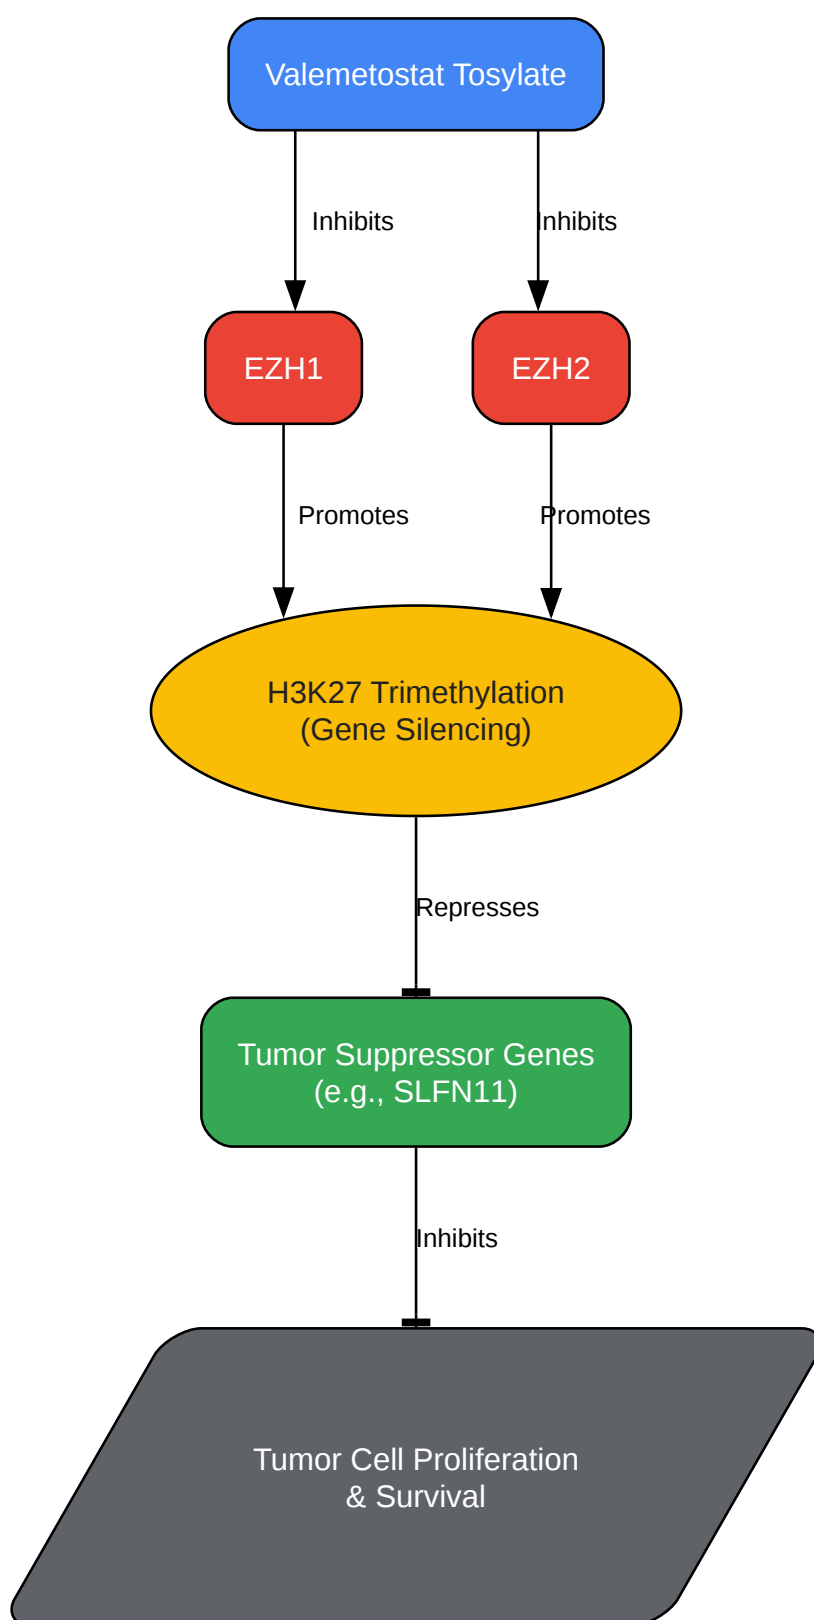 Valemetostat Tosylate
Inhibits
Inhibits
EZH1
EZH2
Promotes
Promotes
H3K27 Trimethylation
(Gene Silencing)
Represses
Tumor Suppressor Genes
(e.g., SLFN11)
Inhibits
Tumor Cell Proliferation
& Survival